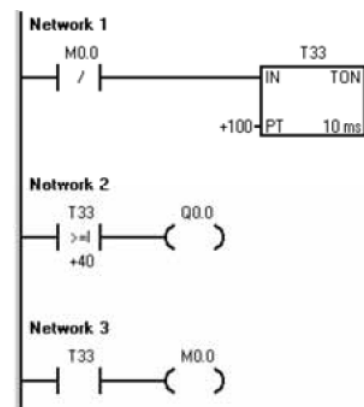 Network 1
M0.0
/
T33
IN TON
+100 PT 10 ms
Notwork 2
T33
>=I
+40
Q0.0
Network 3
T33
M0.0